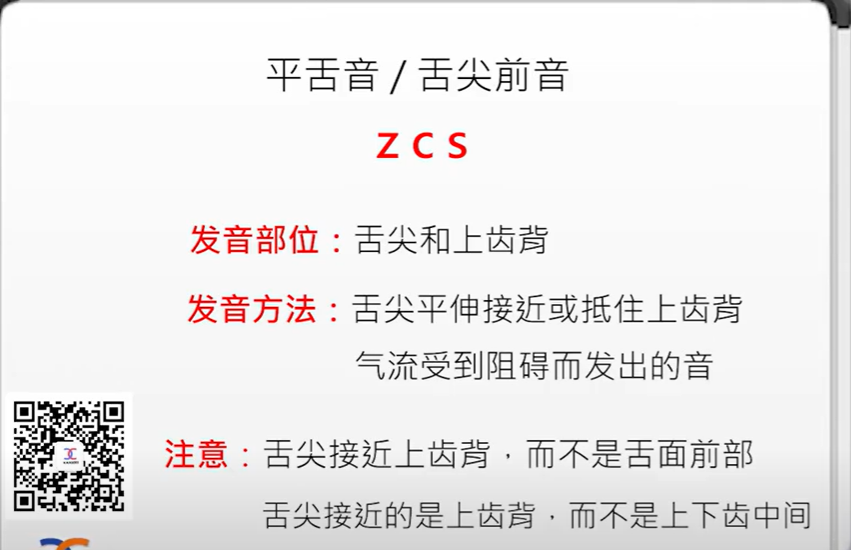 平舌音 / 舌尖前音
Z C S
发音部位：舌尖和上齿背
发音方法：舌尖平伸接近或抵住上齿背
气流受到阻碍而发出的音
注意：舌尖接近上齿背，而不是舌面前部
舌尖接近的是上齿背，而不是上下齿中间